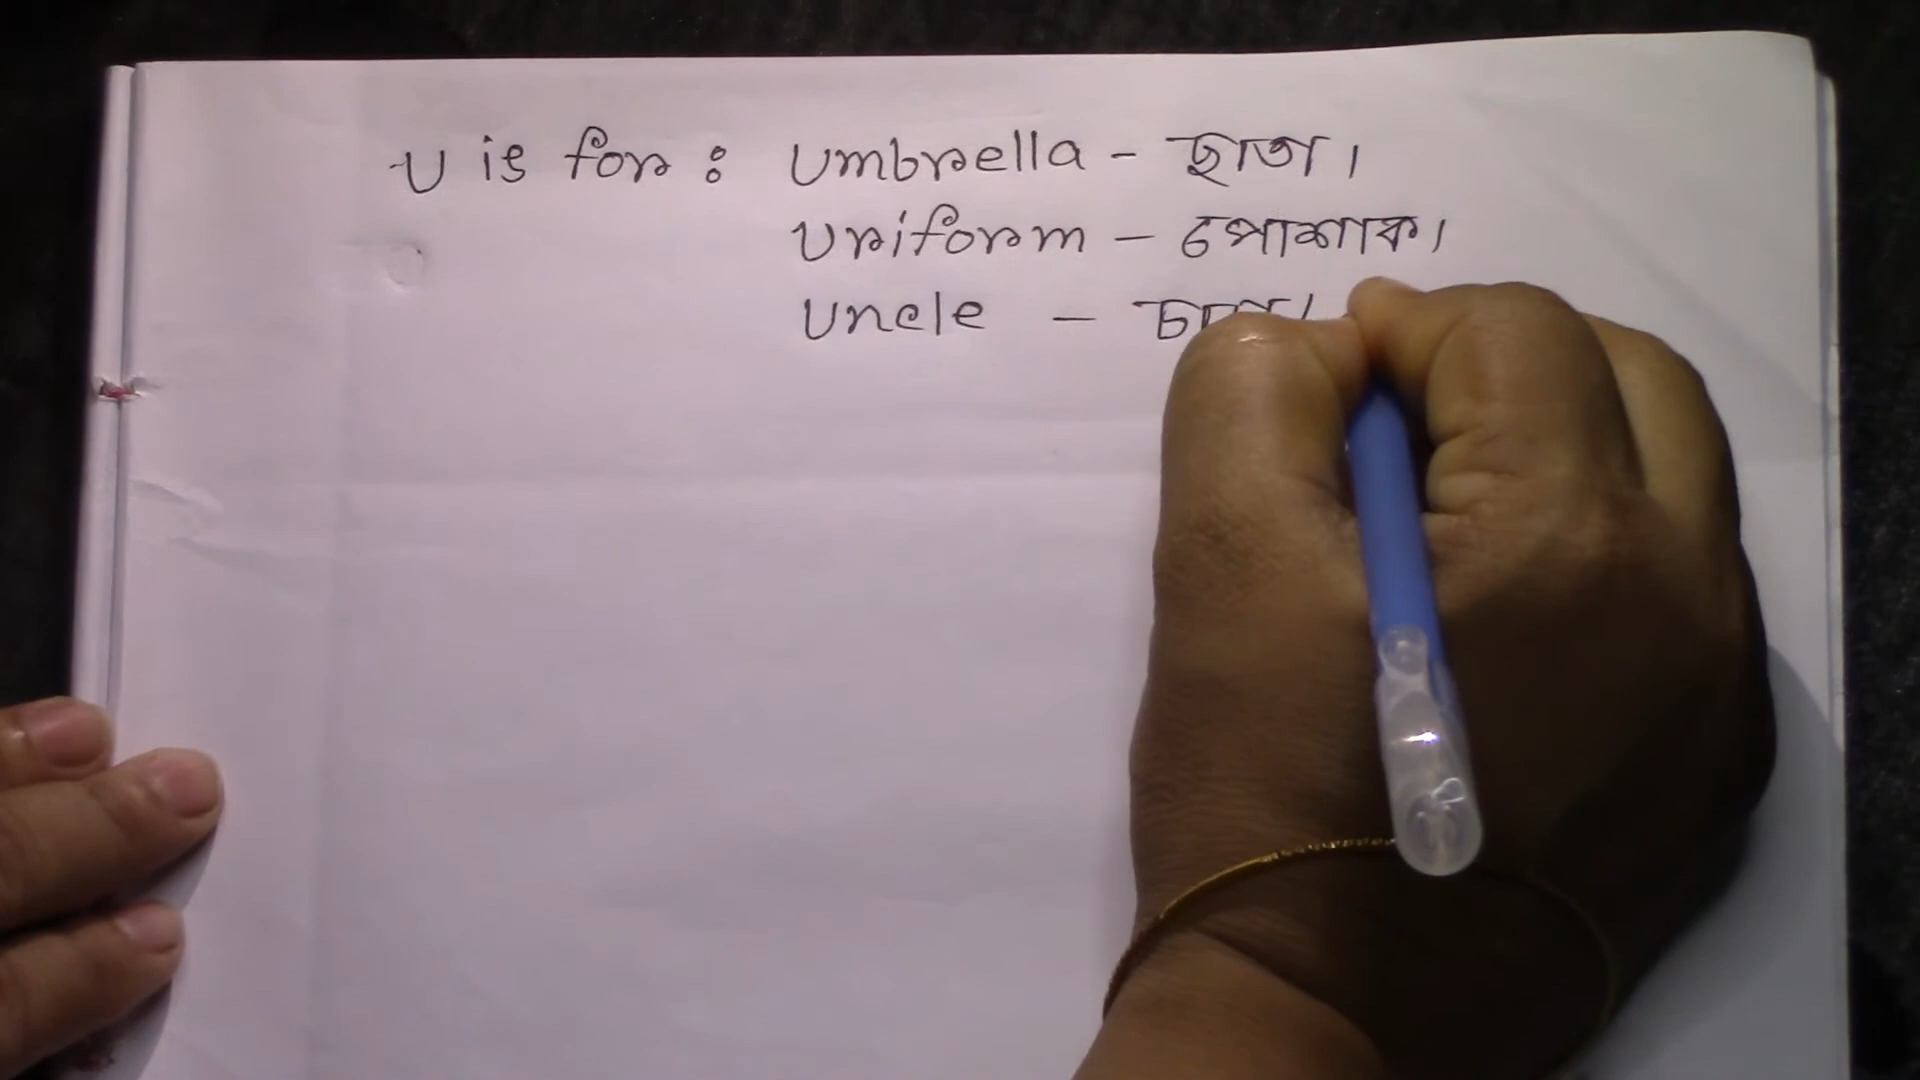 U is for : Umbrella - ছাতা।
Uniform - পোশাক।
Uncle -